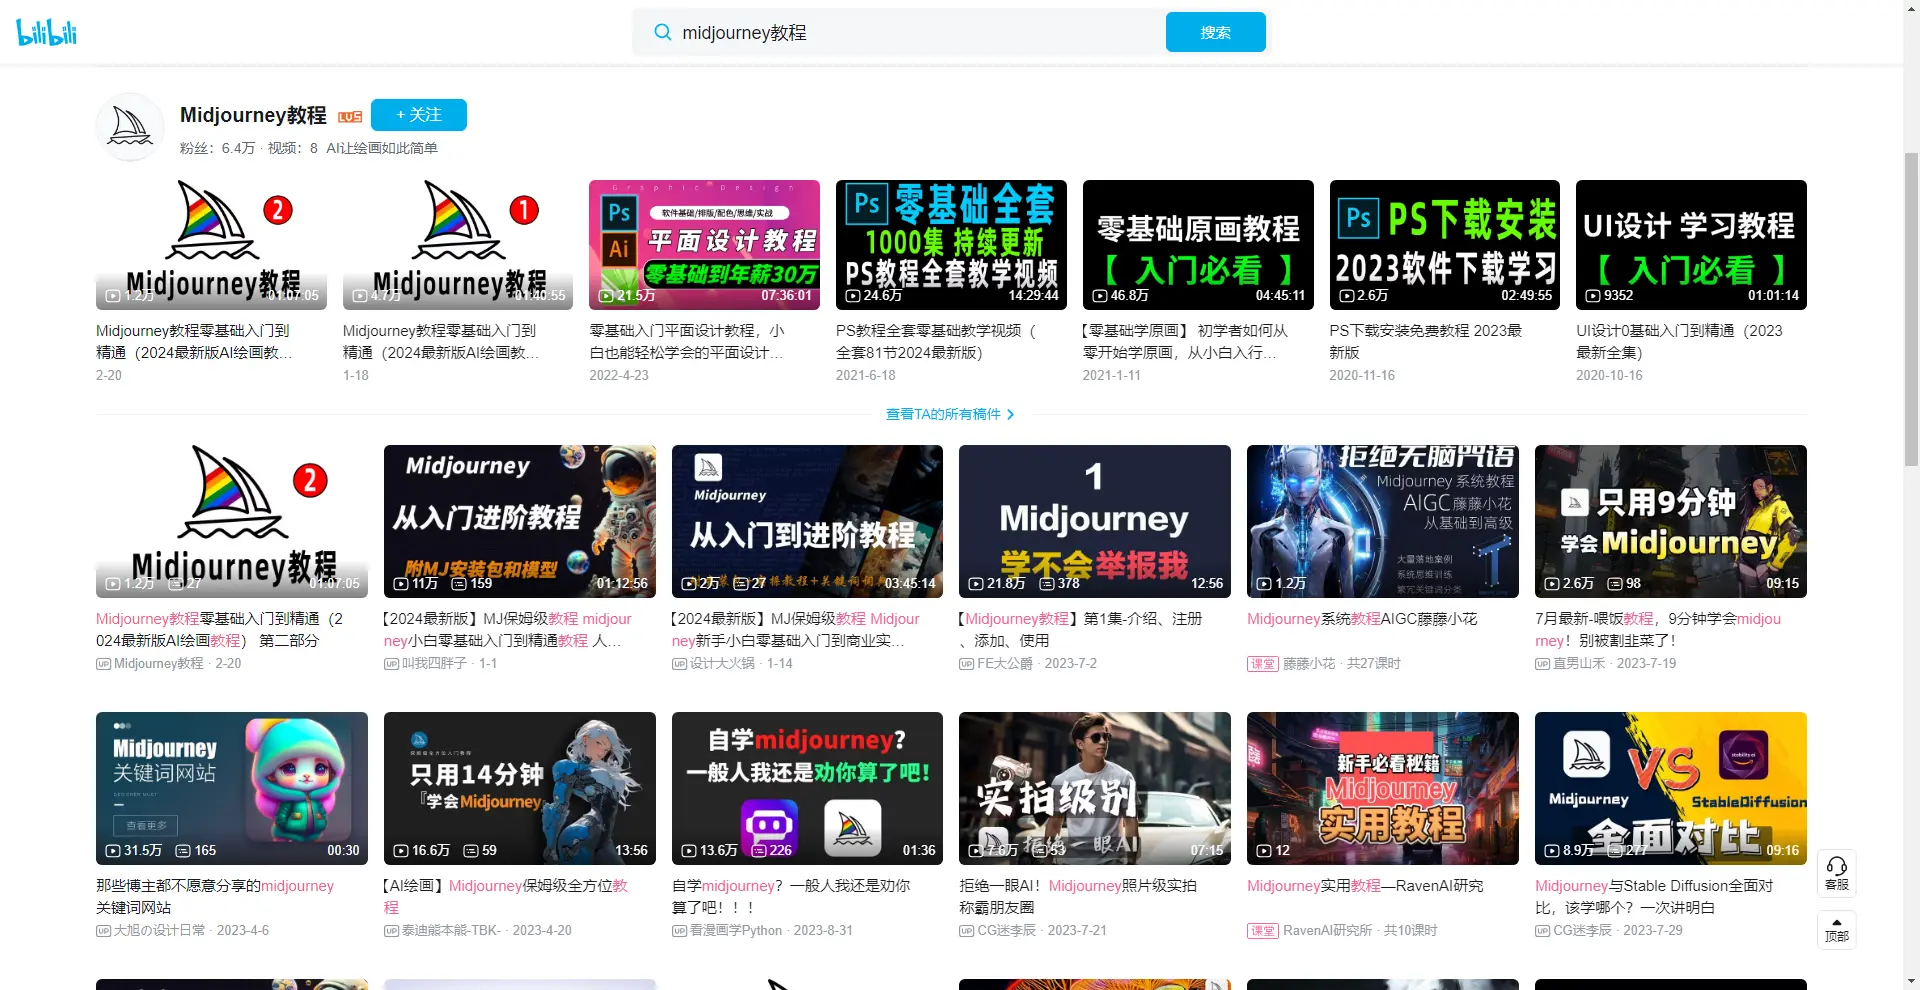 bilibili
midjourney教程
搜索
Midjourney教程
LV5
+ 关注
粉丝：6.4万 · 视频：8 AI让绘画如此简单
2
Midjourney教程
1.2万
01:07:05
Midjourney教程零基础入门到
精通（2024最新版AI绘画教…
2-20
1
Midjourney教程
4.7万
01:40:55
Midjourney教程零基础入门到
精通（2024最新版AI绘画教…
1-18
Graphic Design
Ps
Ai
软件基础/排版/配色/思维/实战
平面设计教程
零基础到年薪30万
21.5万
07:36:01
零基础入门平面设计教程，小
白也能轻松学会的平面设计…
2022-4-23
Ps
零基础全套
1000集 持续更新
PS教程全套教学视频
24.6万
14:29:44
PS教程全套零基础教学视频（
全套81节2024最新版）
2021-6-18
零基础原画教程
【 入门必看 】
46.8万
04:45:11
【零基础学原画】 初学者如何从
零开始学原画，从小白入行…
2021-1-11
Ps
PS下载安装
2023软件下载学习
2.6万
02:49:55
PS下载安装免费教程 2023最
新版
2020-11-16
UI设计 学习教程
【 入门必看 】
9352
01:01:14
UI设计0基础入门到精通（2023
最新全集）
2020-10-16
查看TA的所有稿件
2
Midjourney教程
1.2万
27
01:07:05
Midjourney教程零基础入门到精通（2
024最新版AI绘画教程） 第二部分
UP Midjourney教程 · 2-20
Midjourney
从入门进阶教程
附MJ安装包和模型
11万
159
01:12:56
【2024最新版】MJ保姆级教程 midjour
ney小白零基础入门到精通教程 人…
UP 叫我四胖子 · 1-1
Midjourney
从入门到进阶教程
2万
27
03:45:14
【2024最新版】MJ保姆级教程 Midjour
ney新手小白零基础入门到商业实…
UP 设计大火锅 · 1-14
1
Midjourney
学不会举报我
21.8万
378
12:56
【Midjourney教程】第1集-介绍、注册
、添加、使用
UP FE大公爵 · 2023-7-2
拒绝无脑咒语
Midjourney 系统教程
AIGC藤藤小花
从基础到高级
大量落地案例
系统思维训练
繁冗关键词分类
1.2万
Midjourney系统教程AIGC藤藤小花
课堂 藤藤小花 · 共27课时
只用9分钟
学会Midjourney
2.6万
98
09:15
7月最新-喂饭教程，9分钟学会midjou
rney！别被割韭菜了！
UP 直男山禾 · 2023-7-19
Midjourney
关键词网站
查看更多
31.5万
165
00:30
那些博主都不愿意分享的midjourney
关键词网站
UP 大旭の设计日常 · 2023-4-6
只用14分钟
『学会Midjourney
16.6万
59
13:56
【AI绘画】Midjourney保姆级全方位教
程
UP 泰迪熊本熊-TBK- · 2023-4-20
自学midjourney?
一般人我还是劝你算了吧!
13.6万
226
01:36
自学midjourney？一般人我还是劝你
算了吧！！！
UP 看漫画学Python · 2023-8-31
实拍级别
拒绝一眼AI
7.6万
53
07:15
拒绝一眼AI！Midjourney照片级实拍
称霸朋友圈
UP CG迷李辰 · 2023-7-21
新手必看秘籍
Midjourney
实用教程
12
Midjourney实用教程—RavenAI研究
课堂 RavenAI研究所 · 共10课时
Midjourney
VS
stability.ai
StableDiffusion
全面对比
8.9万
277
09:16
Midjourney与Stable Diffusion全面对
比，该学哪个？一次讲明白
UP CG迷李辰 · 2023-7-29
客服
顶部